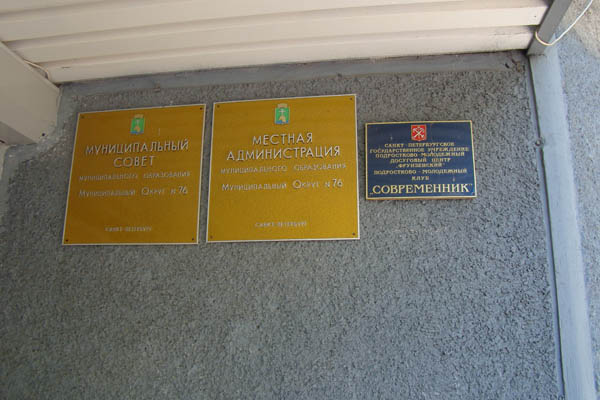 МУНИЦИПАЛЬНЫЙ
СОВЕТ
МУНИЦИПАЛЬНОГО ОБРАЗОВАНИЯ
МУНИЦИПАЛЬНЫЙ ОКРУГ №76
САНКТ-ПЕТЕРБУРГ
МЕСТНАЯ
АДМИНИСТРАЦИЯ
МУНИЦИПАЛЬНОГО ОБРАЗОВАНИЯ
МУНИЦИПАЛЬНЫЙ ОКРУГ №76
САНКТ-ПЕТЕРБУРГ
САНКТ-ПЕТЕРБУРГСКОЕ
ГОСУДАРСТВЕННОЕ УЧРЕЖДЕНИЕ
ПОДРОСТКОВО-МОЛОДЕЖНЫЙ
ДОСУГОВЫЙ ЦЕНТР
"ФРУНЗЕНСКИЙ"
ПОДРОСТКОВО-МОЛОДЕЖНЫЙ
КЛУБ
"СОВРЕМЕННИК"